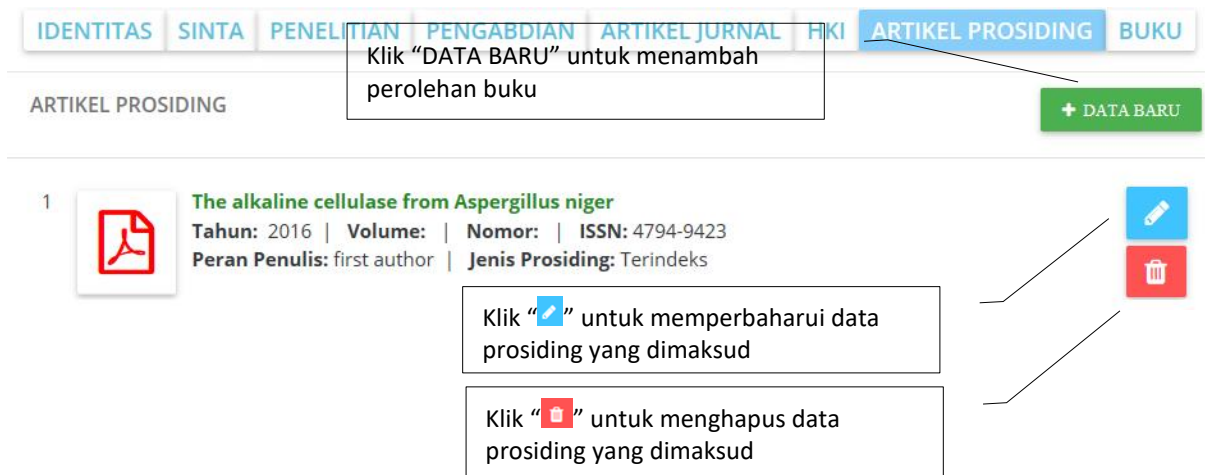 IDENTITAS SINTA PENELITIAN PENGABDIAN ARTIKEL JURNAL HKI ARTIKEL PROSIDING BUKU
Klik “DATA BARU” untuk menambah
perolehan buku
ARTIKEL PROSIDING
+ DATA BARU
1
The alkaline cellulase from Aspergillus niger
Tahun: 2016 | Volume: | Nomor: | ISSN: 4794-9423
Peran Penulis: first author | Jenis Prosiding: Terindeks
Klik “ ” untuk memperbaharui data
prosiding yang dimaksud
Klik “ ” untuk menghapus data
prosiding yang dimaksud